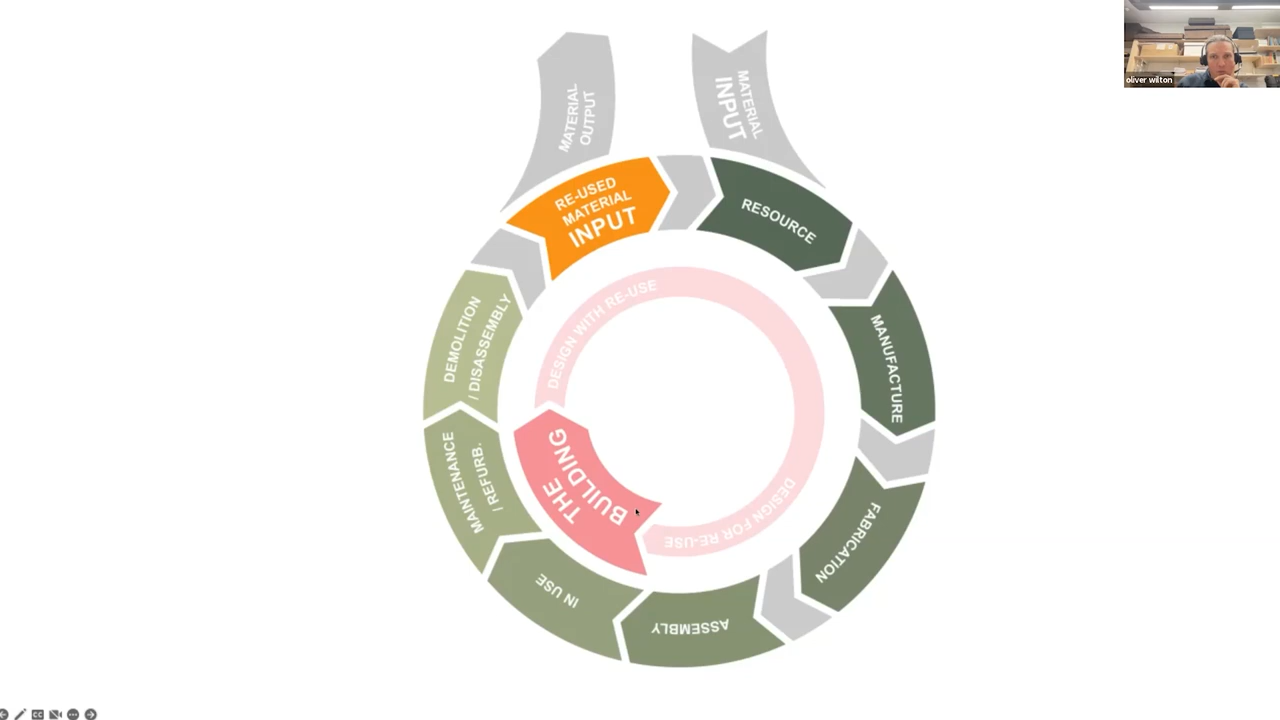 oliver wilton
MATERIAL
OUTPUT
MATERIAL
INPUT
RE-USED
MATERIAL
INPUT
RESOURCE
MANUFACTURE
FABRICATION
ASSEMBLY
IN USE
MAINTENANCE
/ REFURB.
DEMOLITION
/ DISASSEMBLY
DESIGN WITH RE-USE
DESIGN FOR RE-USE
THE
BUILDING
CC